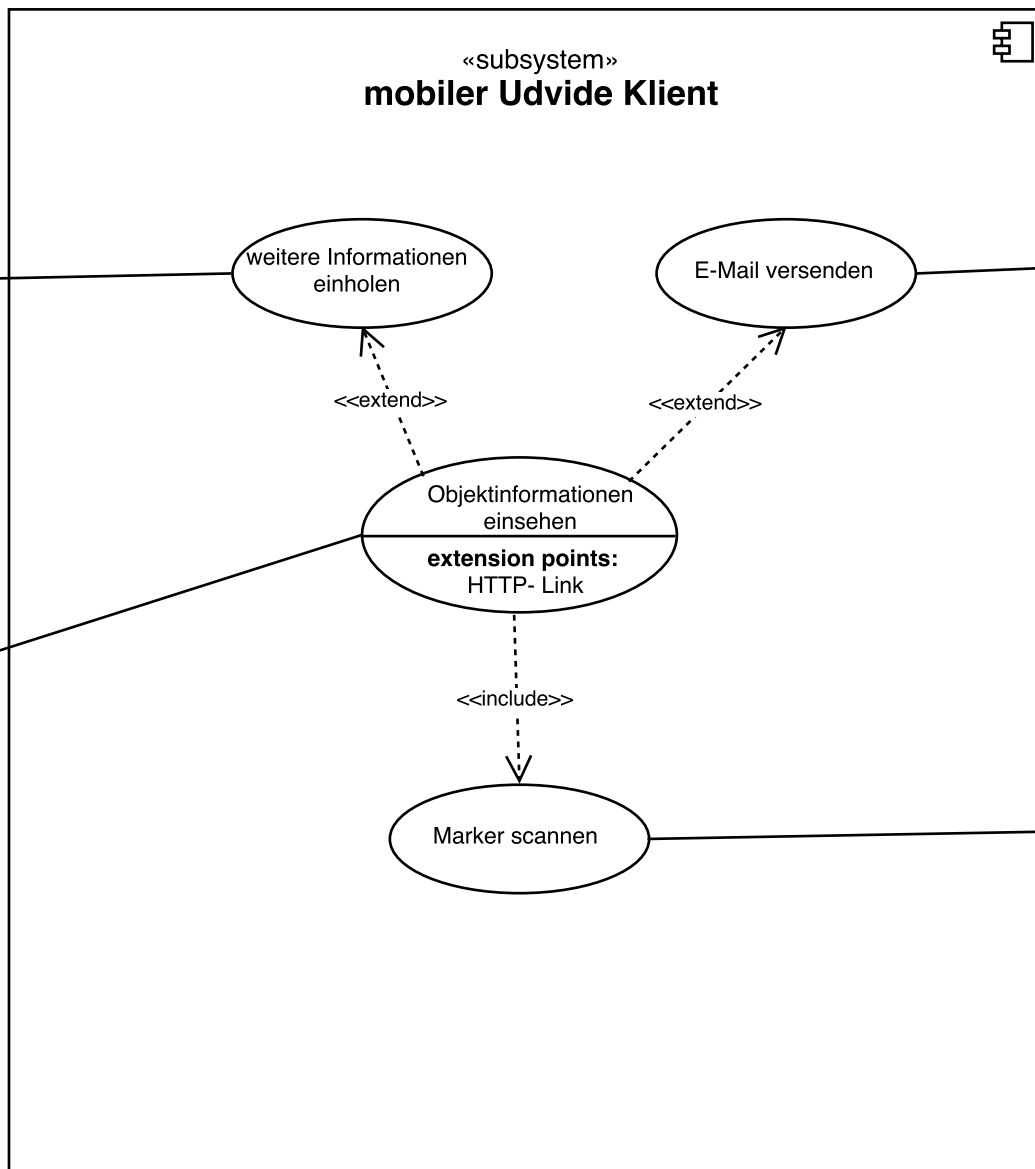 «subsystem»
mobiler Udvide Klient
weitere Informationen
einholen
E-Mail versenden
<<extend>>
<<extend>>
Objektinformationen
einsehen
extension points:
HTTP- Link
<<include>>
Marker scannen